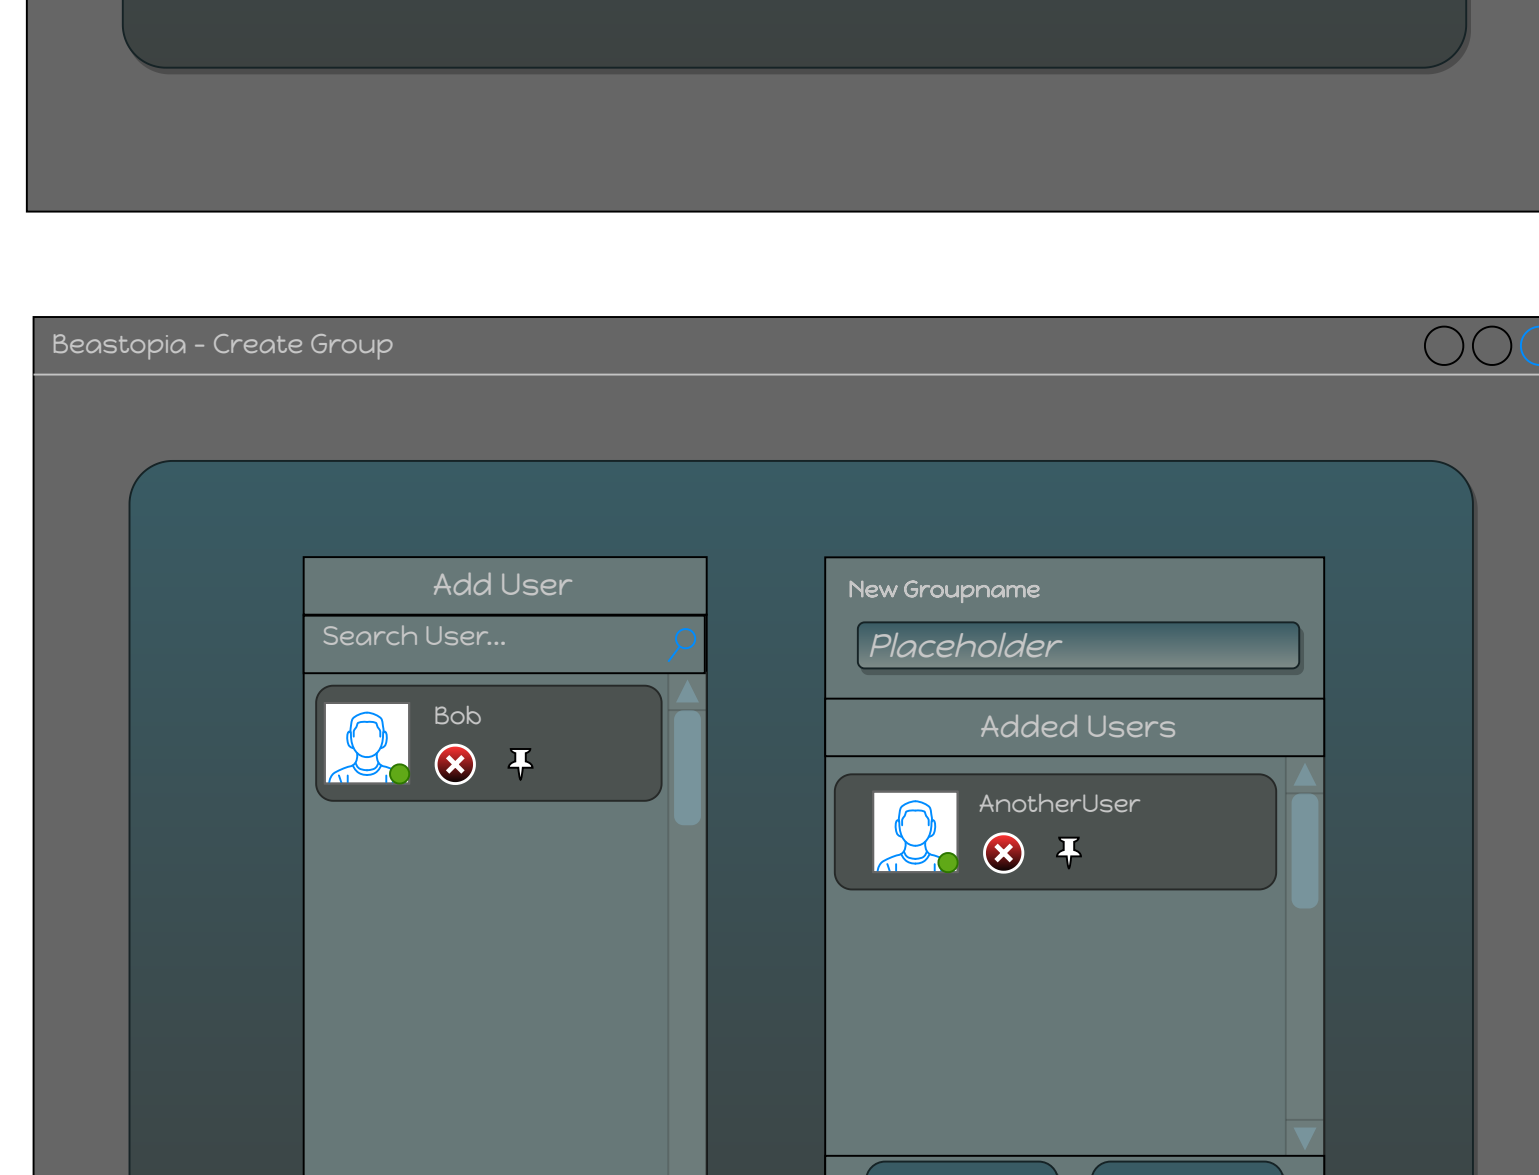 Beastopia - Create Group
Add User
Search User...
Bob
New Groupname
Placeholder
Added Users
AnotherUser